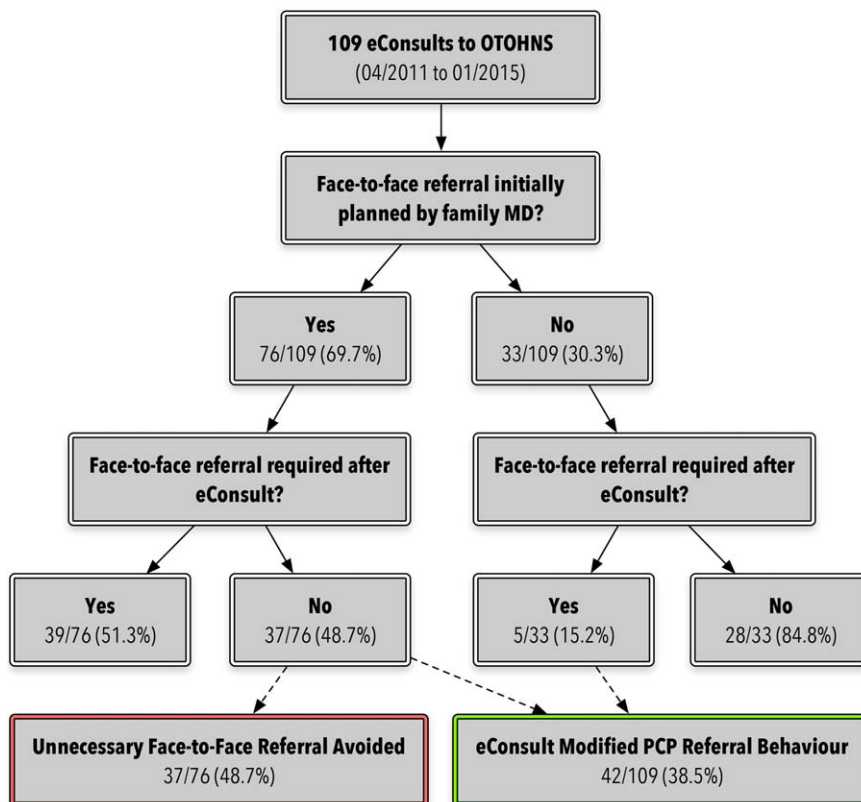 109 eConsults to OTOHNS
(04/2011 to 01/2015)
Face-to-face referral initially
planned by family MD?
Yes
76/109 (69.7%)
No
33/109 (30.3%)
Face-to-face referral required after
eConsult?
Face-to-face referral required after
eConsult?
Yes
39/76 (51.3%)
No
37/76 (48.7%)
Yes
5/33 (15.2%)
No
28/33 (84.8%)
Unnecessary Face-to-Face Referral Avoided
37/76 (48.7%)
eConsult Modified PCP Referral Behaviour
42/109 (38.5%)